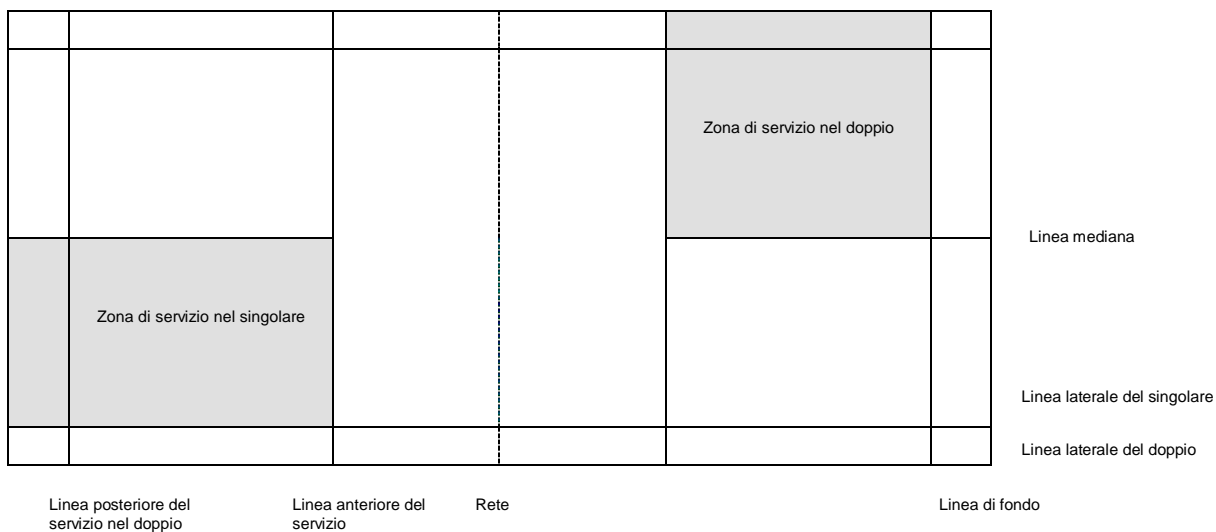 Zona di servizio nel doppio
Linea mediana
Zona di servizio nel singolare
Linea laterale del singolare
Linea laterale del doppio
Linea posteriore del
servizio nel doppio
Linea anteriore del
servizio
Rete
Linea di fondo